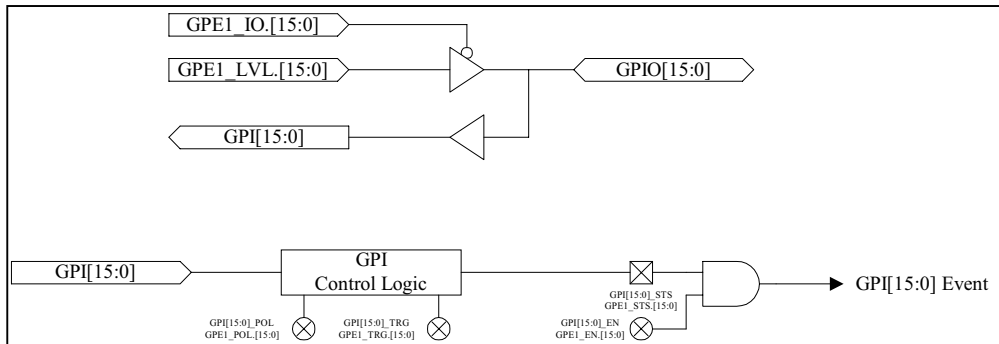 GPE1_IO.[15:0]
GPE1_LVL.[15:0]
GPIO[15:0]
GPI[15:0]
GPI[15:0]
GPI
Control Logic
GPI[15:0] Event
GPI[15:0]_STS
GPE1_STS.[15:0]
GPI[15:0]_POL
GPE1_POL.[15:0]
GPI[15:0]_TRG
GPE1_TRG.[15:0]
GPI[15:0]_EN
GPE1_EN.[15:0]